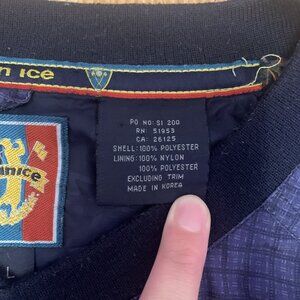 n ice
PO NO: SI 200
RN: 51953
CA: 26125
SHELL: 100% POLYESTER
LINING: 100% NYLON
100% POLYESTER
EXCLUDING TRIM
MADE IN KOREA
nice
L